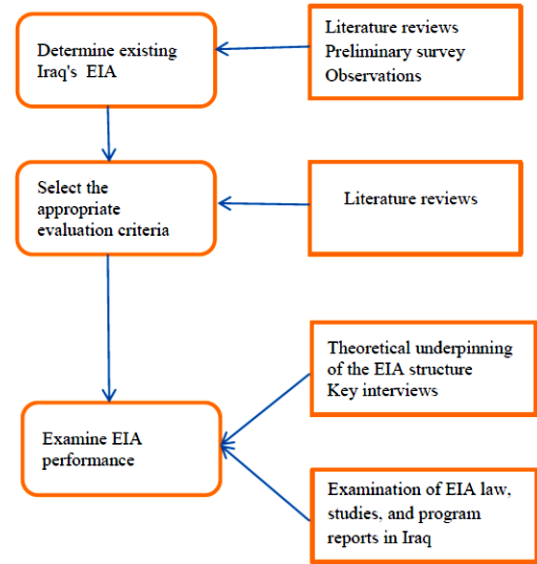 Determine existing
Iraq's EIA
Literature reviews
Preliminary survey
Observations
Select the
appropriate
evaluation criteria
Literature reviews
Theoretical underpinning
of the EIA structure
Key interviews
Examine EIA
performance
Examination of EIA law,
studies, and program
reports in Iraq